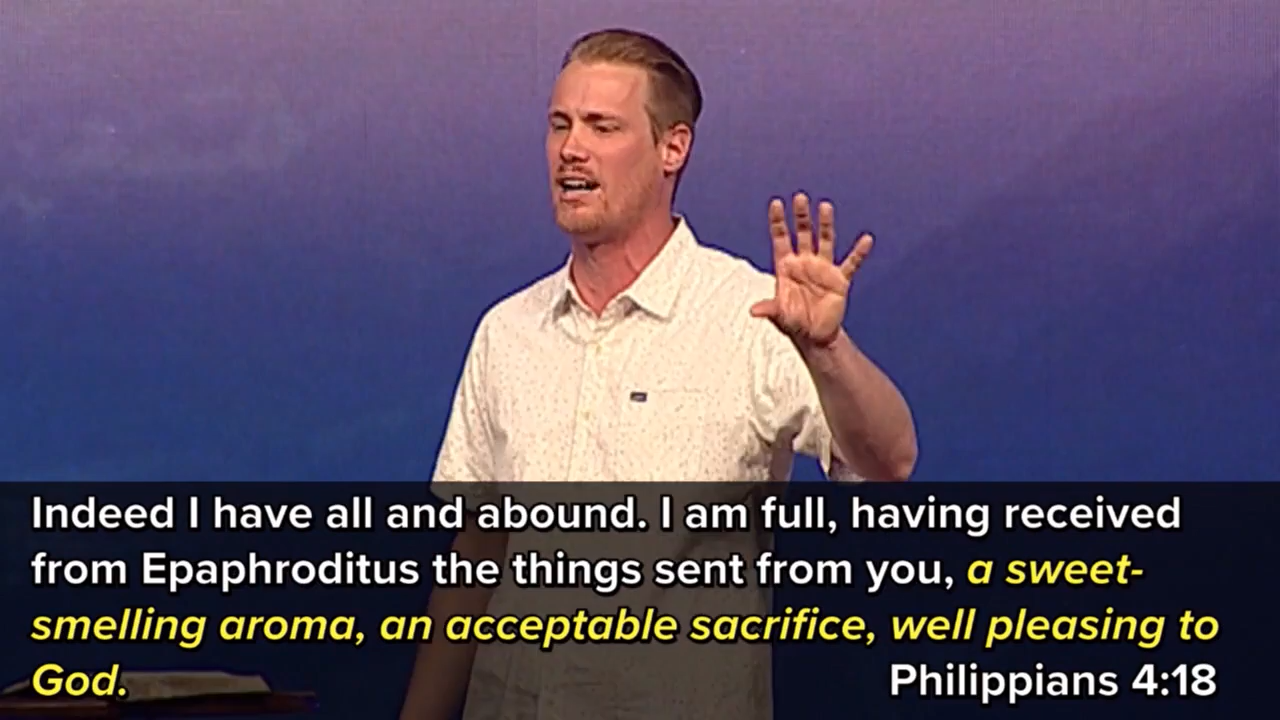 Indeed I have all and abound. I am full, having received
from Epaphroditus the things sent from you, a sweet-
smelling aroma, an acceptable sacrifice, well pleasing to
God.
Philippians 4:18